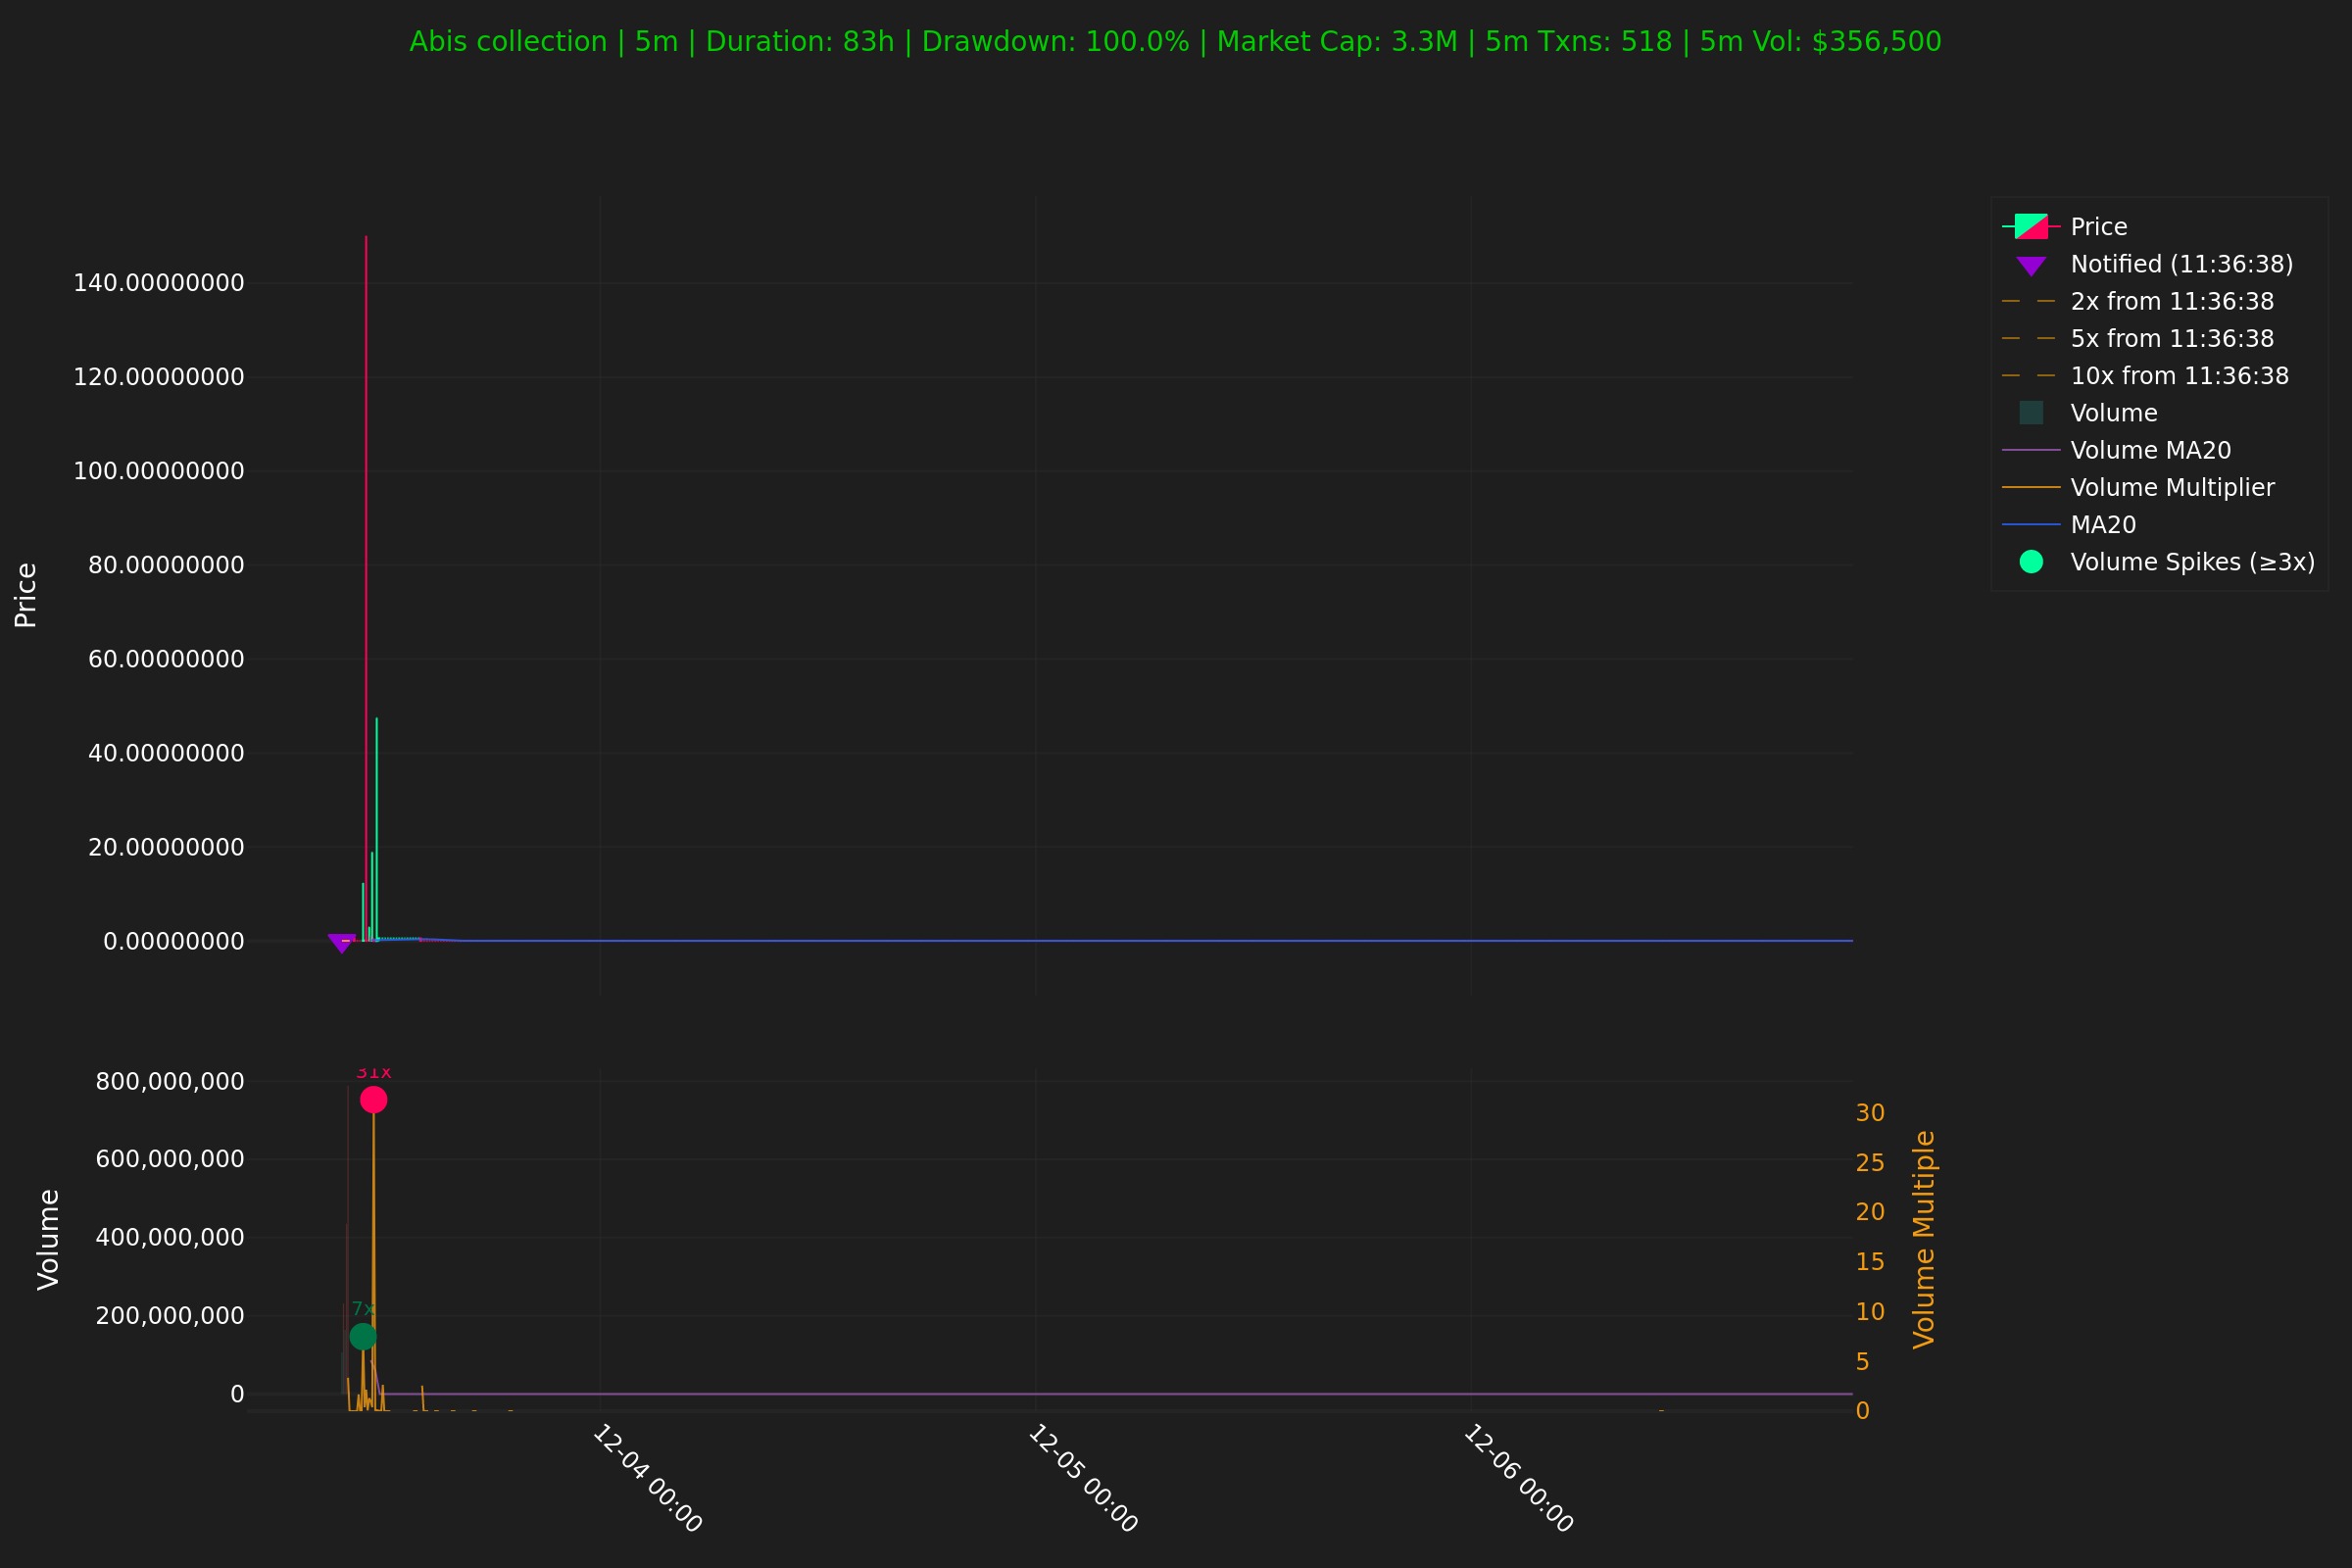 Abis collection | 5m | Duration: 83h | Drawdown: 100.0% | Market Cap: 3.3M | 5m Txns: 518 | 5m Vol: $356,500
Price
140.00000000
120.00000000
100.00000000
80.00000000
60.00000000
40.00000000
20.00000000
0.00000000
Price
Notified (11:36:38)
2x from 11:36:38
5x from 11:36:38
10x from 11:36:38
Volume
Volume MA20
Volume Multiplier
MA20
Volume Spikes (≥3x)
Volume
800,000,000
600,000,000
400,000,000
200,000,000
0
31x
7x
30
25
20
15
10
5
0
Volume Multiple
12-04 00:00
12-05 00:00
12-06 00:00